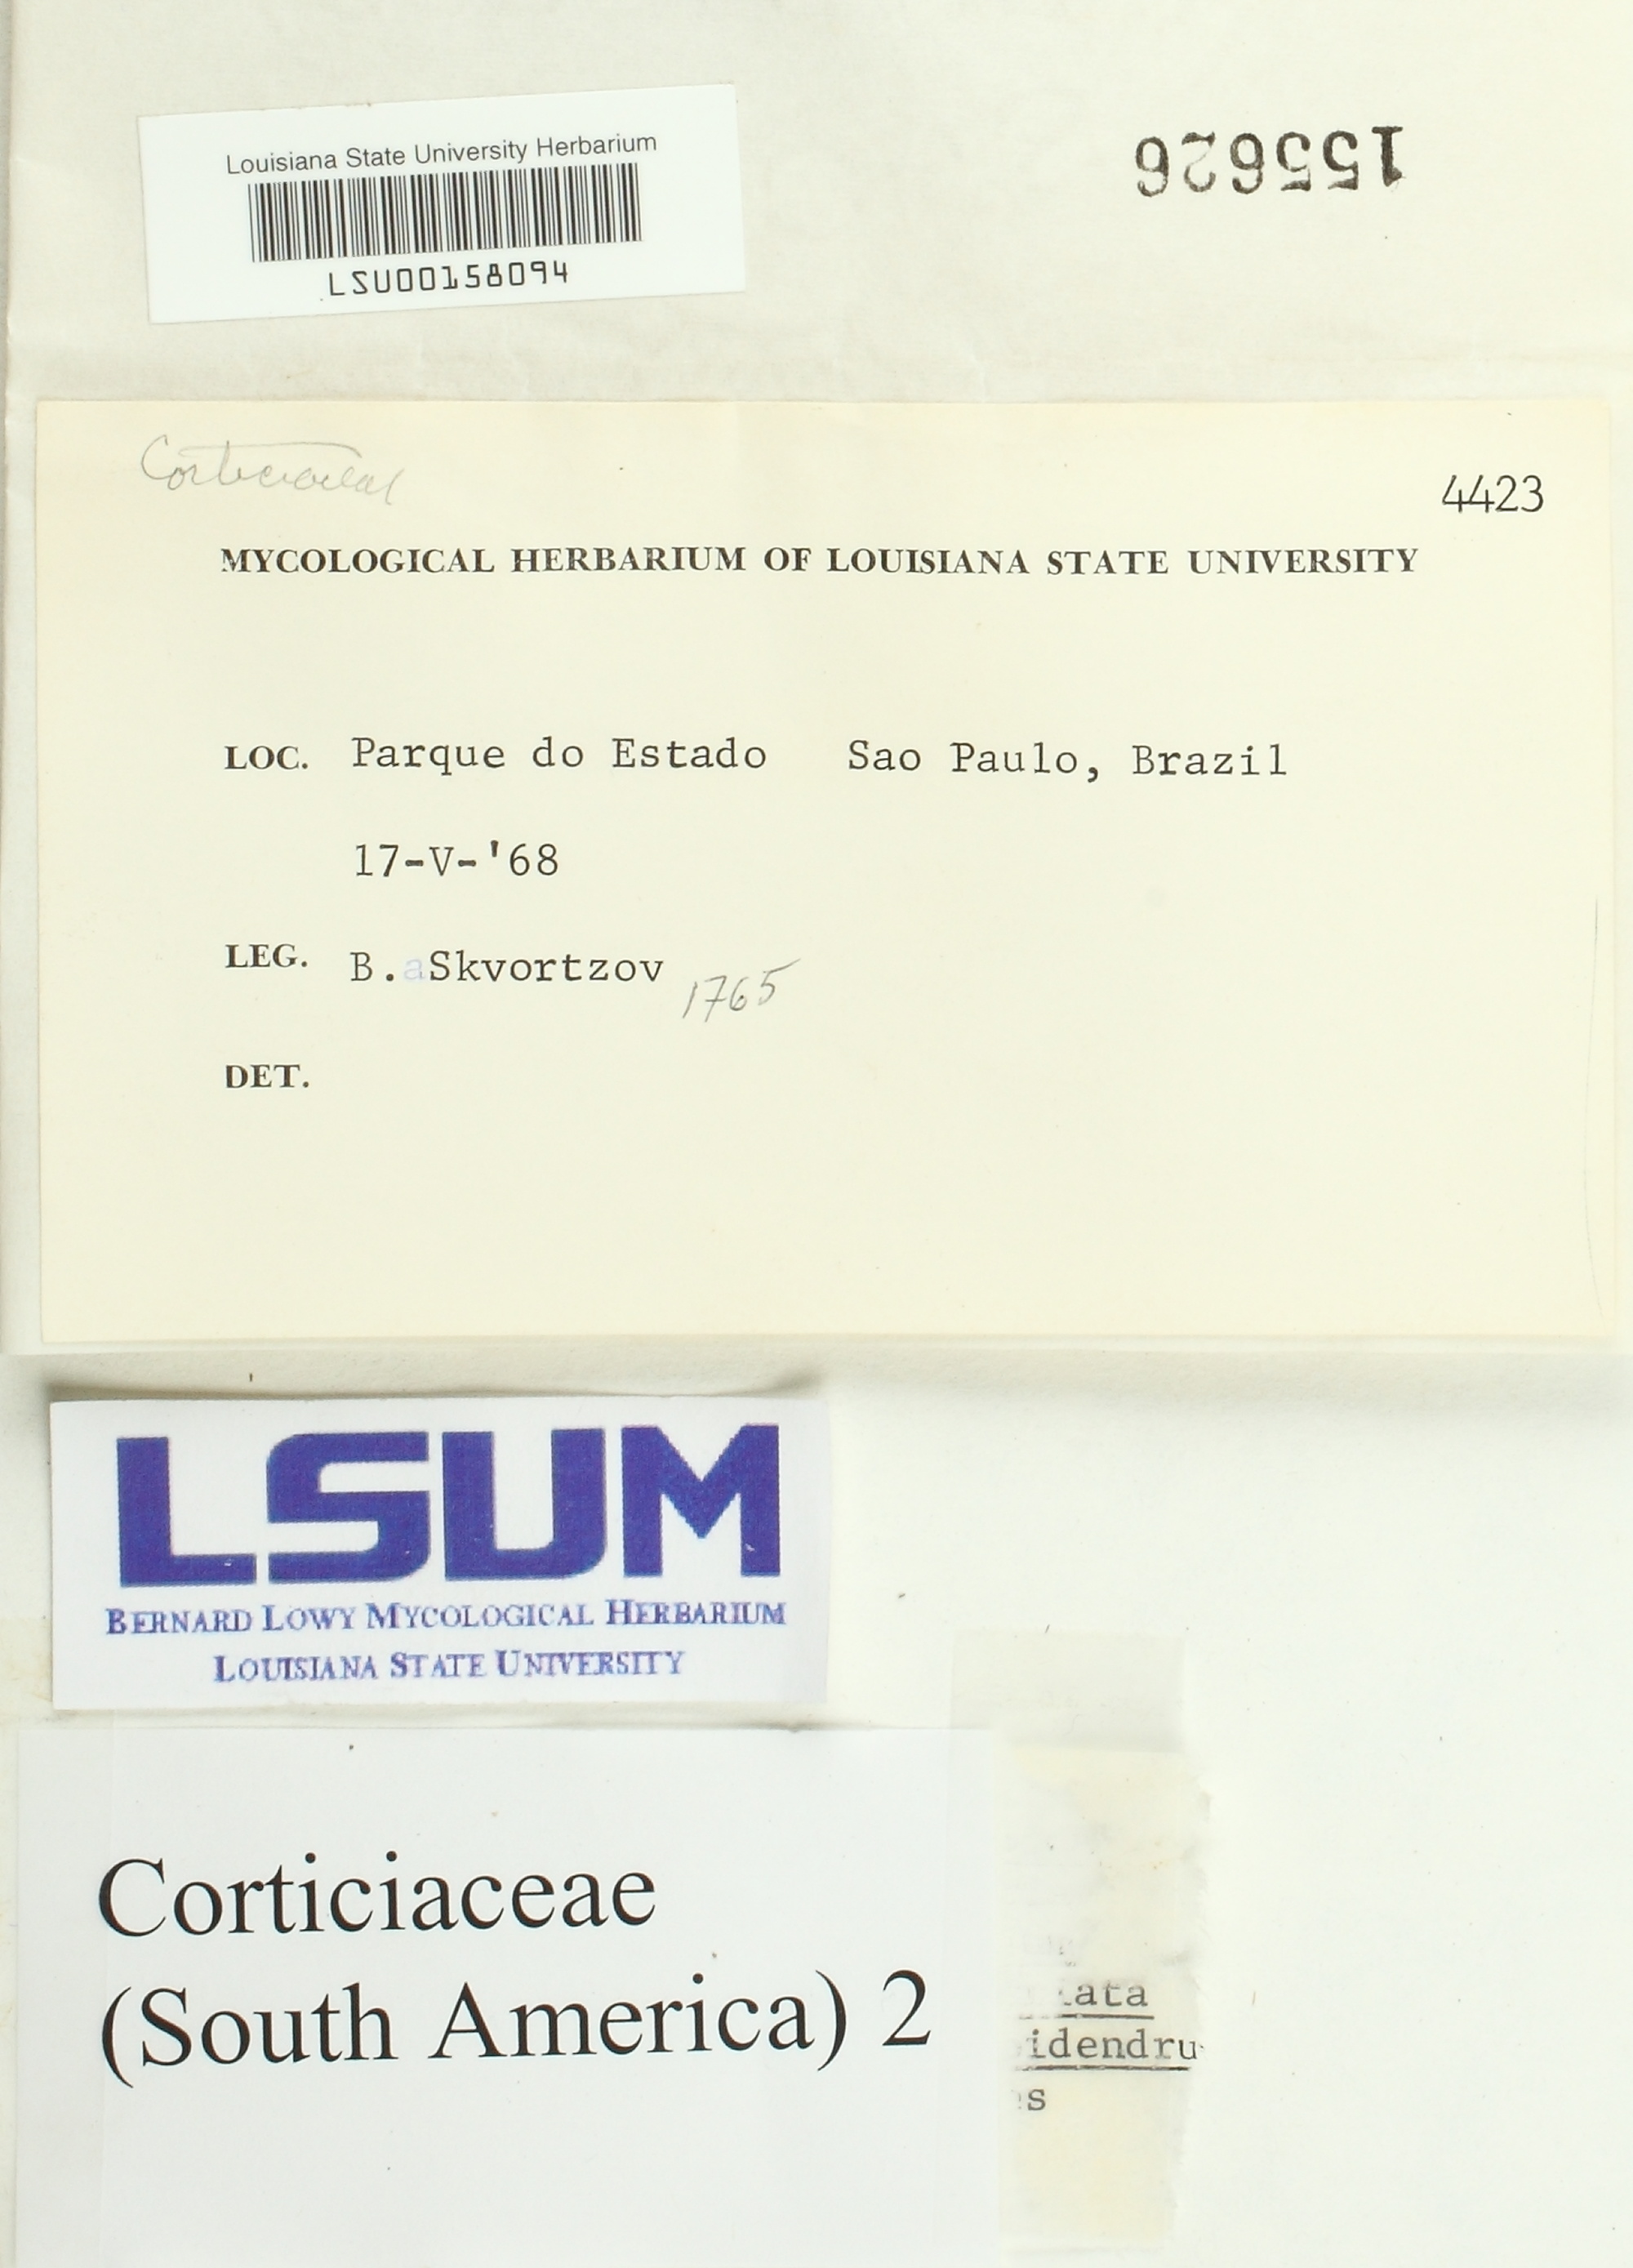 Louisiana State University Herbarium
LSU00158094
155626
Corticiaceae
4423
MYCOLOGICAL HERBARIUM OF LOUISIANA STATE UNIVERSITY
LOC. Parque do Estado Sao Paulo, Brazil
17-V-'68
LEG. B. Skvortzov 1765
DET.
LSUM
BERNARD LOWY MYCOLOGICAL HERBARIUM
LOUISIANA STATE UNIVERSITY
Corticiaceae
(South America) 2
ata
idendru
s